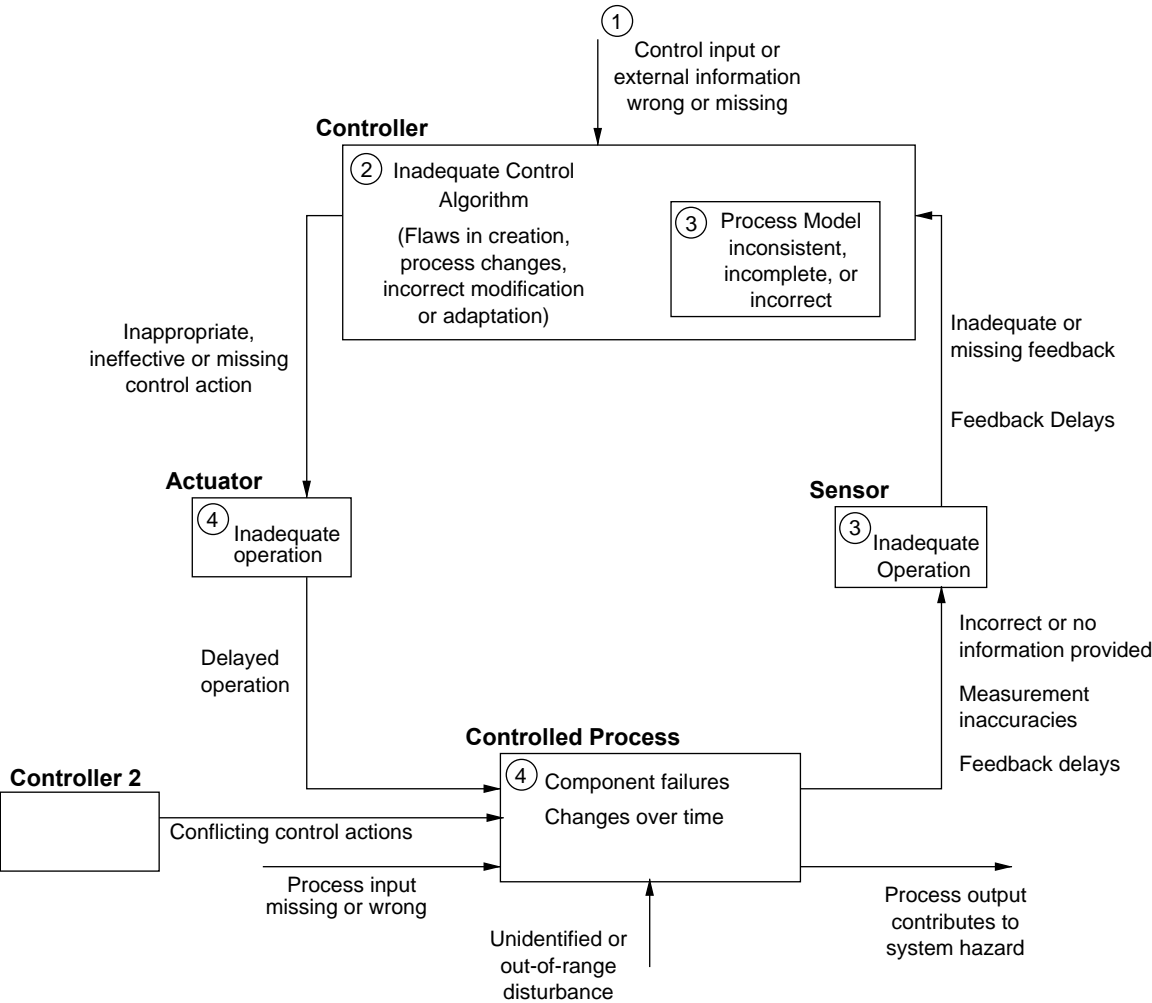 1
Control input or
external information
wrong or missing
Controller
2
Inadequate Control
Algorithm
(Flaws in creation,
process changes,
incorrect modification
or adaptation)
3
Process Model
inconsistent,
incomplete, or
incorrect
Inappropriate,
ineffective or missing
control action
Inadequate or
missing feedback
Feedback Delays
Actuator
4
Inadequate
operation
Sensor
3
Inadequate
Operation
Delayed
operation
Incorrect or no
information provided
Measurement
inaccuracies
Feedback delays
Controlled Process
4
Component failures
Changes over time
Controller 2
Conflicting control actions
Process input
missing or wrong
Unidentified or
out-of-range
disturbance
Process output
contributes to
system hazard